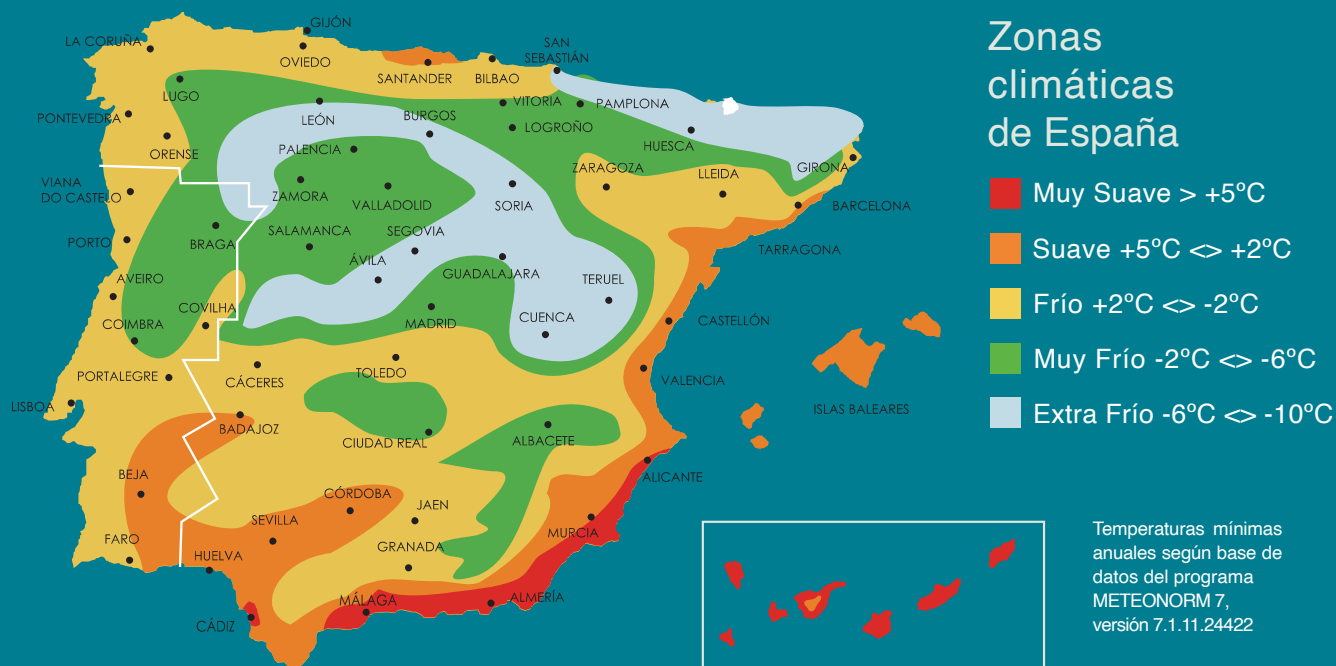 Zonas
climáticas
de España
Muy Suave > +5ºC
Suave +5ºC <> +2ºC
Frío +2ºC <> -2ºC
Muy Frío -2ºC <> -6ºC
Extra Frío -6ºC <> -10ºC
GIJÓN
LA CORUÑA
OVIEDO
SANTANDER
BILBAO
SAN
SEBASTIÁN
LUGO
LEÓN
BURGOS
VITORIA
PAMPLONA
PONTEVEDRA
LOGROÑO
ORENSE
PALENCIA
HUESCA
ZARAGOZA
LLEIDA
GIRONA
VIANA
DO CASTELO
ZAMORA
VALLADOLID
SORIA
BARCELONA
PORTO
BRAGA
SALAMANCA
SEGOVIA
TARRAGONA
AVEIRO
ÁVILA
GUADALAJARA
TERUEL
COVILHA
COIMBRA
MADRID
CUENCA
CASTELLÓN
PORTALEGRE
CÁCERES
TOLEDO
VALENCIA
LISBOA
BADAJOZ
CIUDAD REAL
ALBACETE
ISLAS BALEARES
BEJA
CÓRDOBA
JAEN
ALICANTE
SEVILLA
MURCIA
FARO
HUELVA
GRANADA
CÁDIZ
MÁLAGA
ALMERÍA
Temperaturas mínimas
anuales según base de
datos del programa
METEONORM 7,
versión 7.1.11.24422